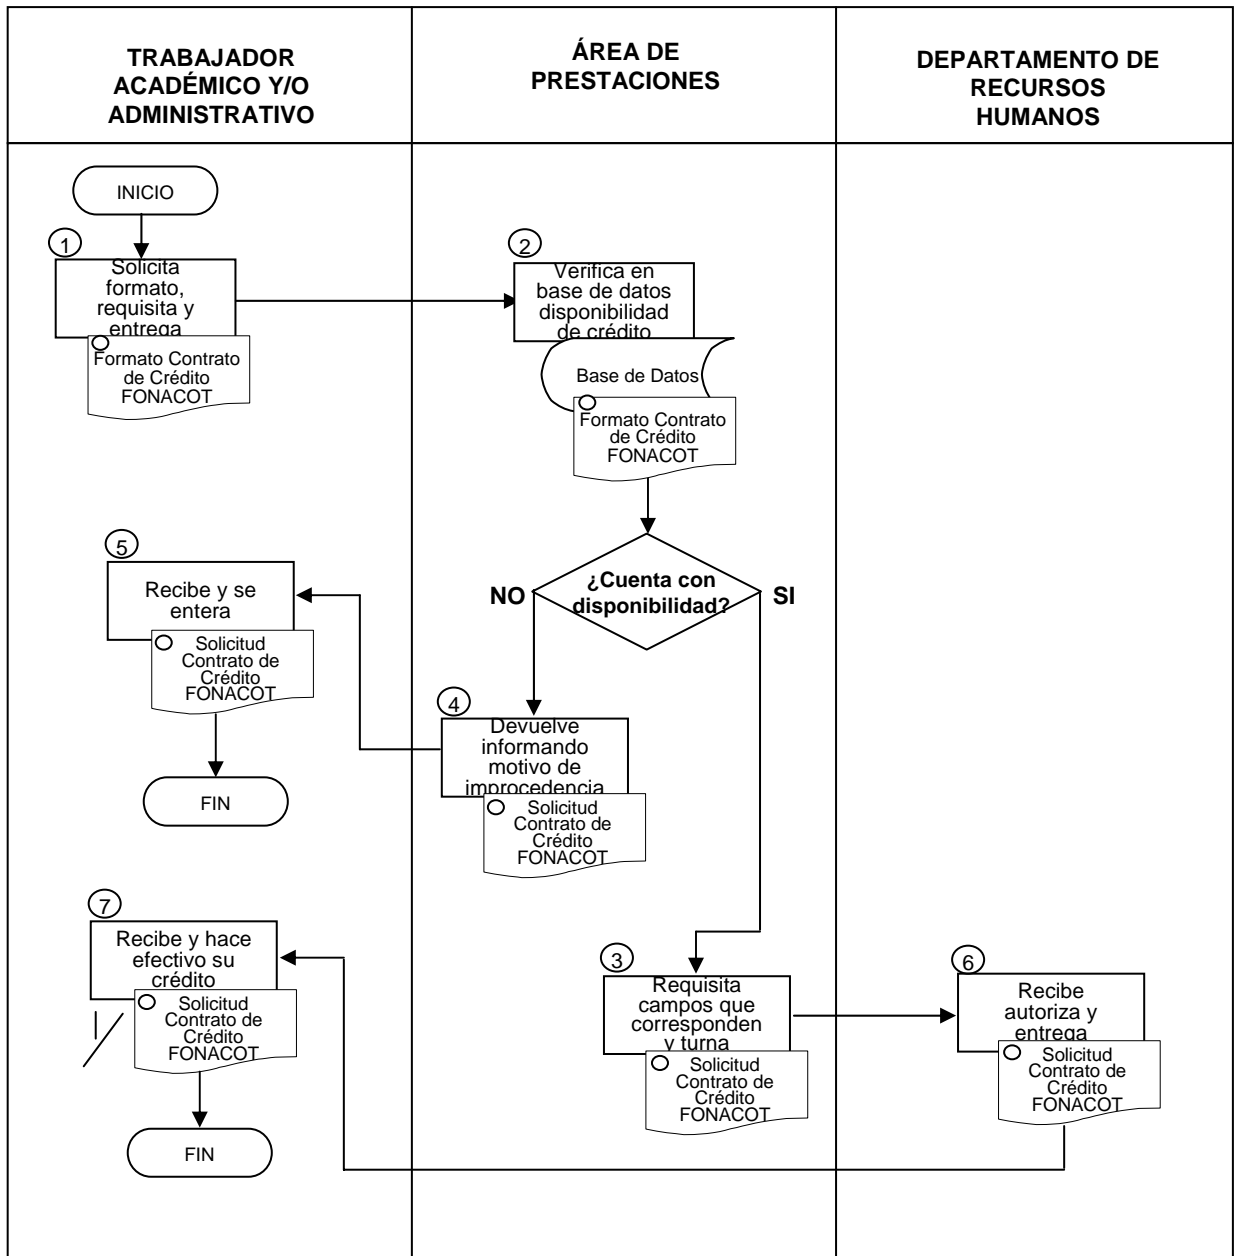 TRABAJADOR
ACADÉMICO Y/O
ADMINISTRATIVO
ÁREA DE
PRESTACIONES
DEPARTAMENTO DE
RECURSOS
HUMANOS
INICIO
1
Solicita
formato,
requisita y
entrega
Formato Contrato
de Crédito
FONACOT
2
Verifica en
base de datos
disponibilidad
de crédito
Base de Datos
Formato Contrato
de Crédito
FONACOT
¿Cuenta con
disponibilidad?
NO
SI
5
Recibe y se
entera
Solicitud
Contrato de
Crédito
FONACOT
FIN
4
Devuelve
informando
motivo de
improcedencia
Solicitud
Contrato de
Crédito
FONACOT
7
Recibe y hace
efectivo su
crédito
Solicitud
Contrato de
Crédito
FONACOT
FIN
3
Requisita
campos que
corresponden
y turna
Solicitud
Contrato de
Crédito
FONACOT
6
Recibe
autoriza y
entrega
Solicitud
Contrato de
Crédito
FONACOT